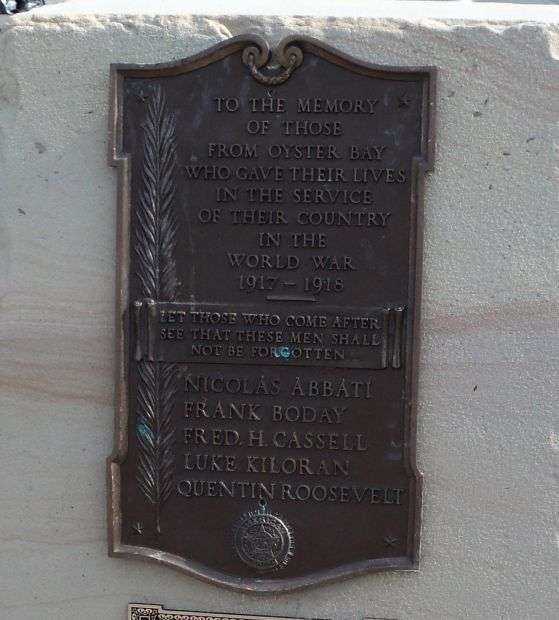 TO THE MEMORY
OF THOSE
FROM OYSTER BAY
WHO GAVE THEIR LIVES
IN THE SERVICE
OF THEIR COUNTRY
IN THE
WORLD WAR
1917 – 1918
LET THOSE WHO COME AFTER
SEE THAT THESE MEN SHALL
NOT BE FORGOTTEN
NICOLAS ABBATI
FRANK BODAY
FRED. H. CASSELL
LUKE KILORAN
QUENTIN ROOSEVELT